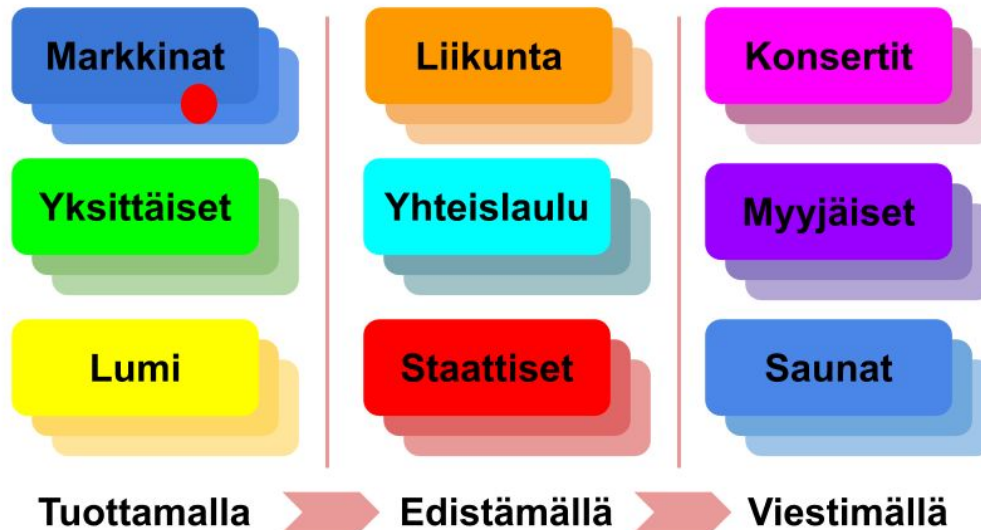 Markkinat
Liikunta
Konsertit
Yksittäiset
Yhteislaulu
Myyjäiset
Lumi
Staattiset
Saunat
Tuottamalla
Edistämällä
Viestimällä